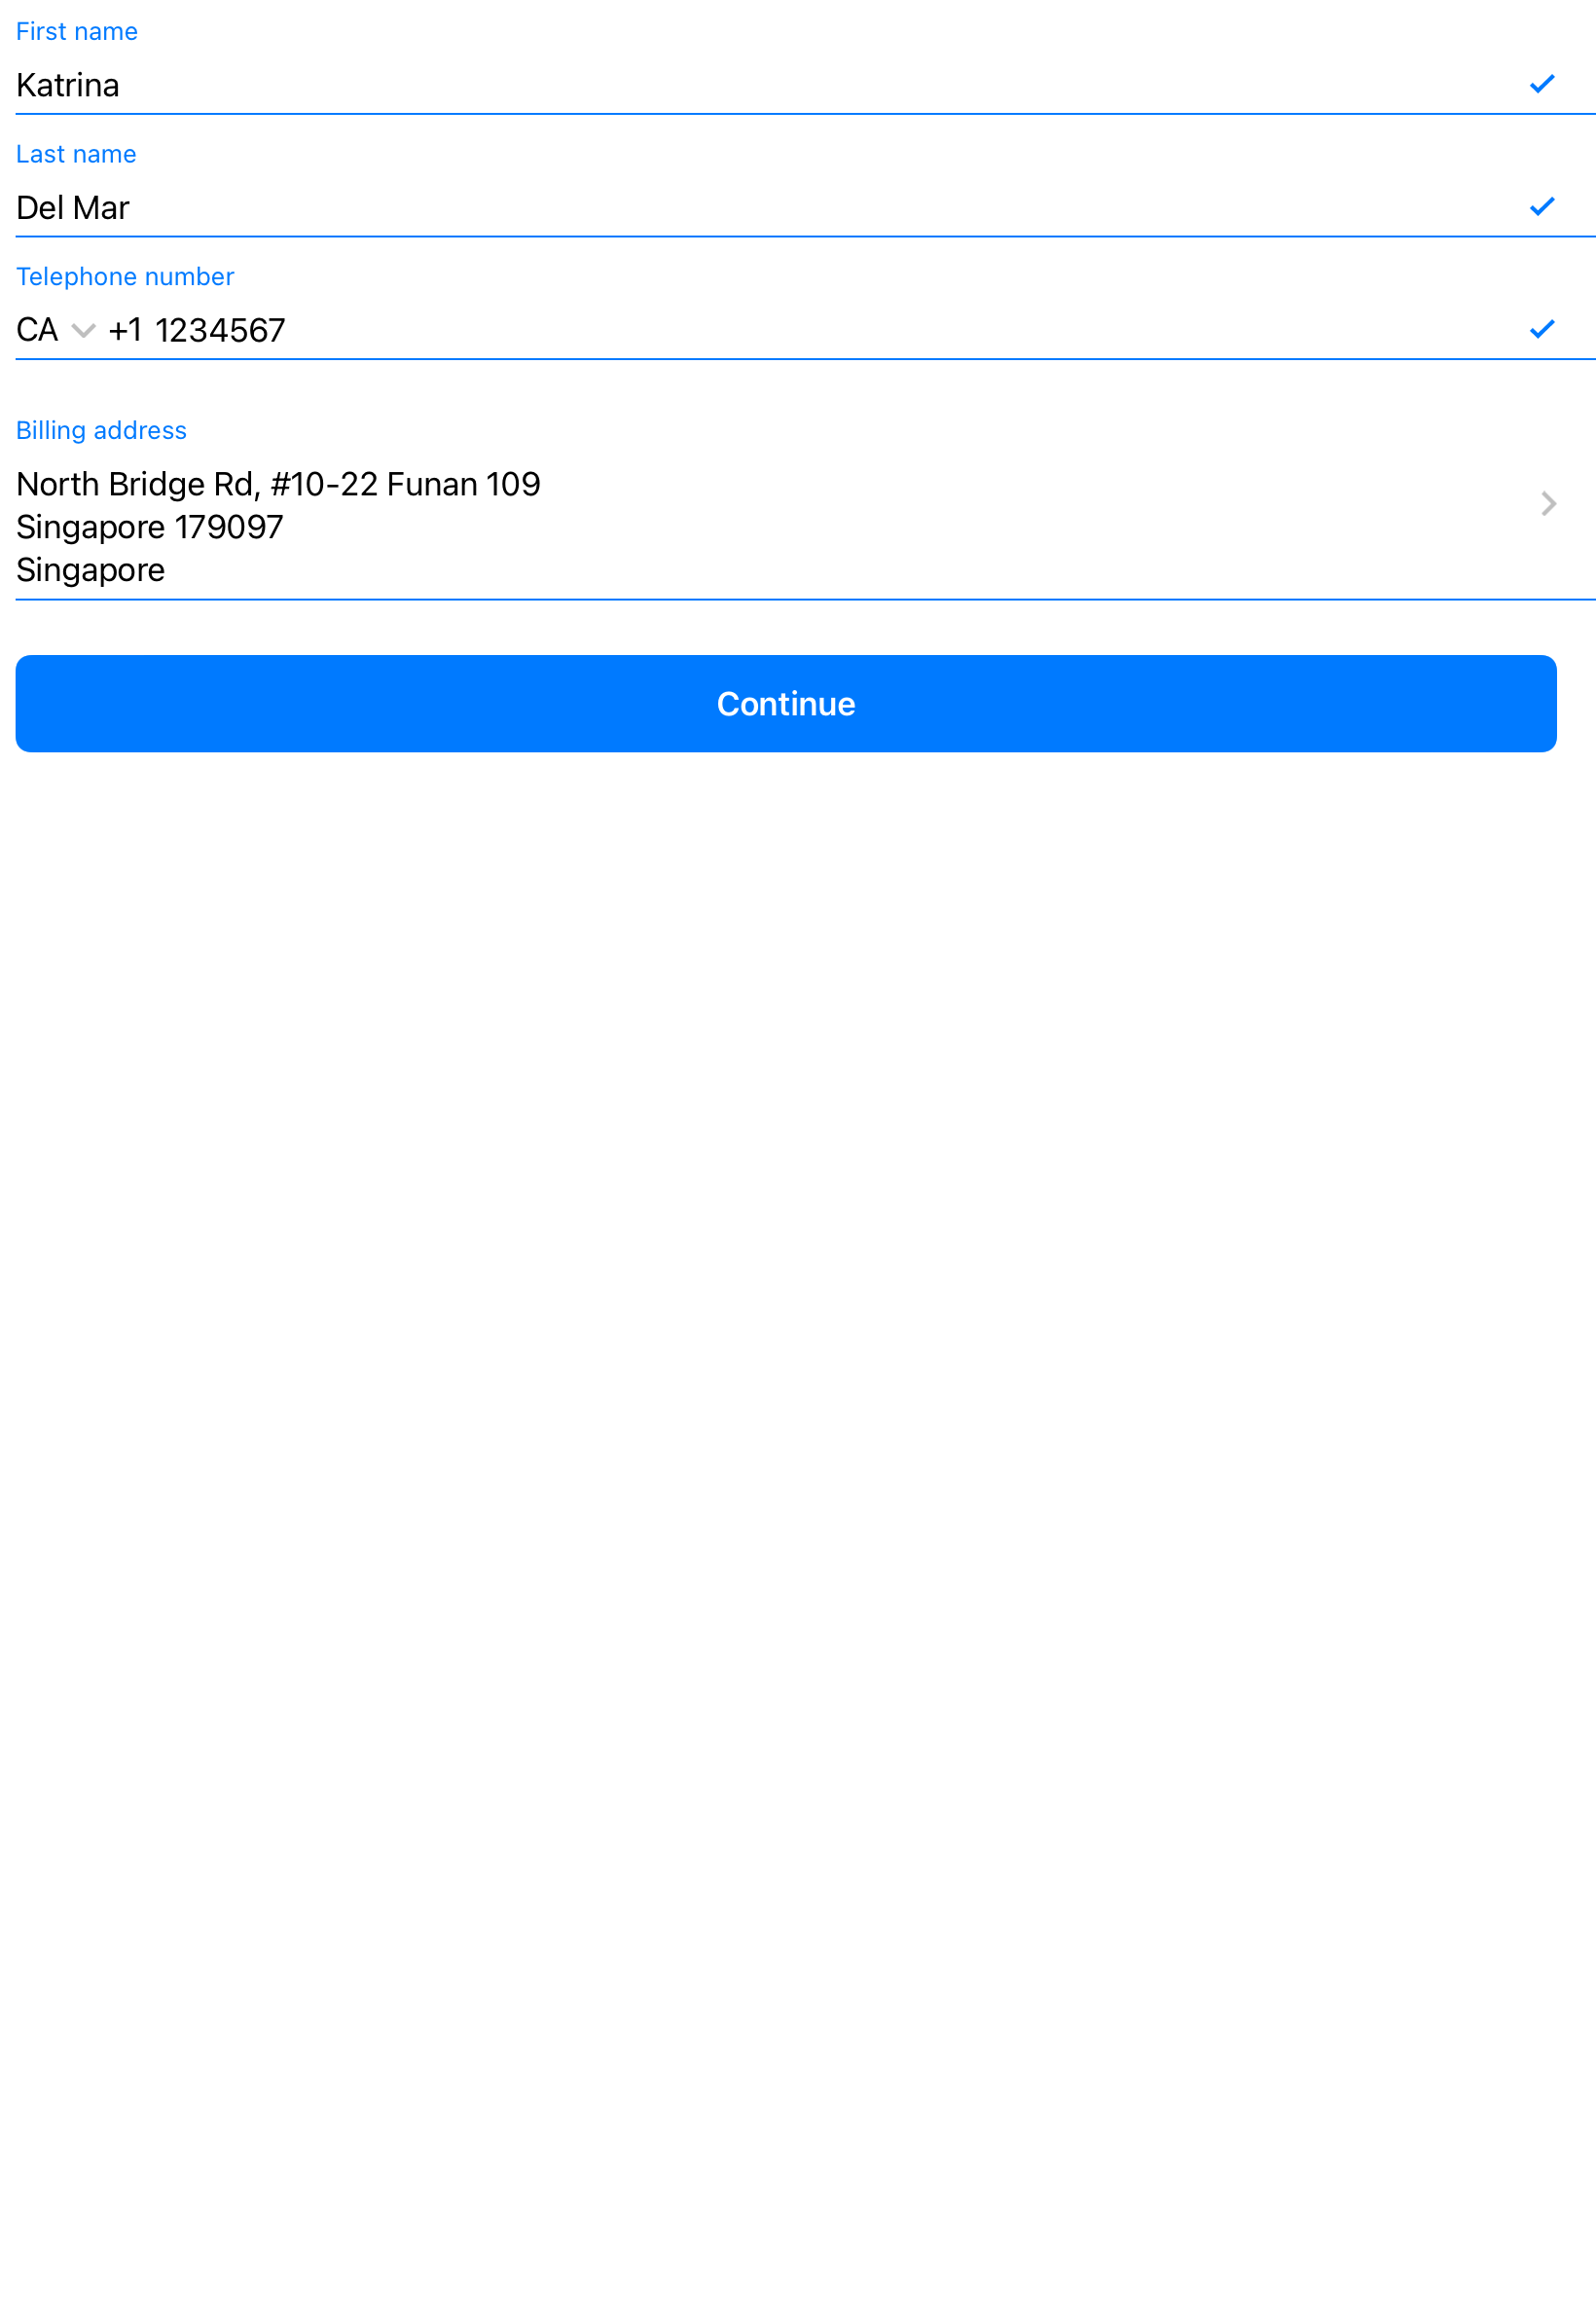 First name
Katrina
Last name
Del Mar
Telephone number
CA +1 1234567
Billing address
North Bridge Rd, #10-22 Funan 109
Singapore 179097
Singapore
Continue